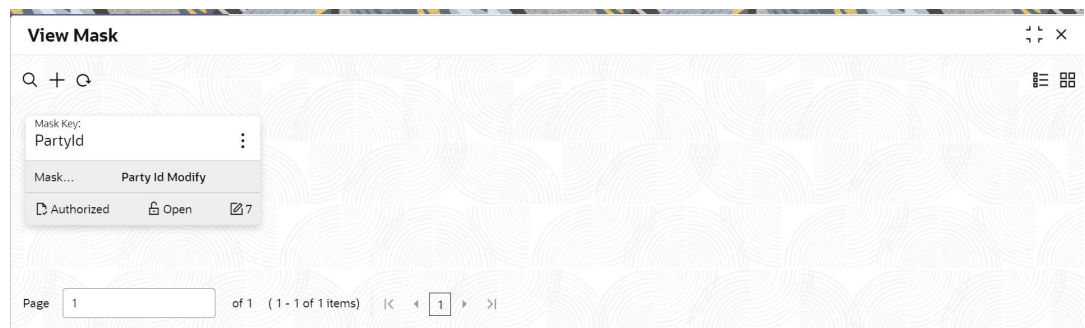 View Mask
Mask Key:
PartyId
Mask... Party Id Modify
Authorized Open 7
Page 1 of 1 (1 - 1 of 1 items) 1